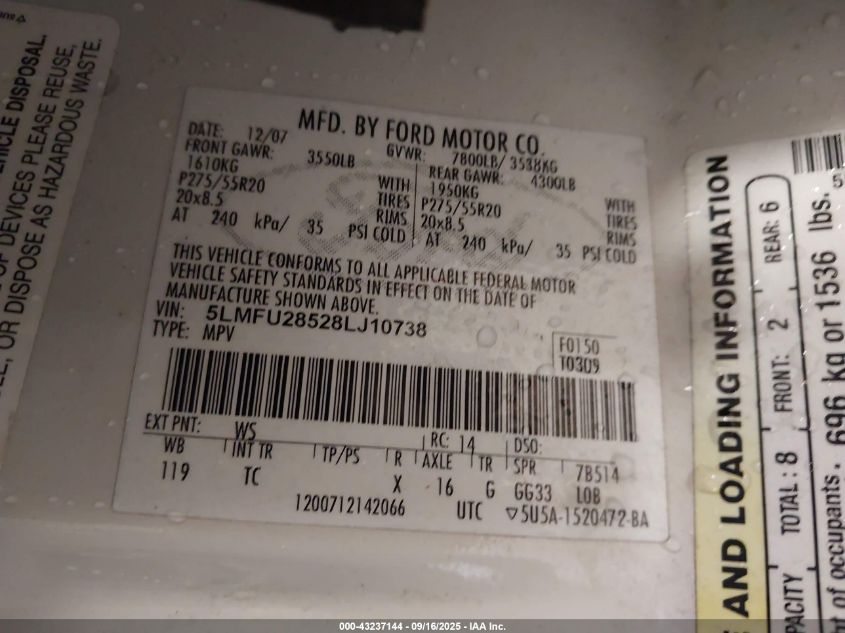 HICLE DISPOSAL.
OF DEVICES PLEASE REUSE,
LE, OR DISPOSE AS HAZARDOUS WASTE.
MFD. BY FORD MOTOR CO.
DATE: 12/07 GVWR: 7800LB/ 3538KG
FRONT GAWR: 3550LB REAR GAWR: 4300LB
1610KG WITH 1950KG WITH
P275/55R20 TIRES P275/55R20 TIRES
20x8.5 RIMS 20x8.5 RIMS
AT 240 kPa/ 35 PSI COLD AT 240 kPa/ 35 PSI COLD
THIS VEHICLE CONFORMS TO ALL APPLICABLE FEDERAL MOTOR
VEHICLE SAFETY STANDARDS IN EFFECT ON THE DATE OF
MANUFACTURE SHOWN ABOVE.
VIN: 5LMFU28528LJ10738
TYPE: MPV
F0150
T0309
EXT PNT: WS RC: 14 DSO:
WB INT TR TP/PS R AXLE TR SPR 7B514
119 TC X 16 G GG33 LOB
1200712142066 UTC ▽5U5A-1520472-BA
AND LOADING INFORMATION
PACITY TOTAL: 8 FRONT: 2 REAR: 6
of occupants. 696 kg or 1536 lbs.
000-43237144 - 09/16/2025 - IAA Inc.